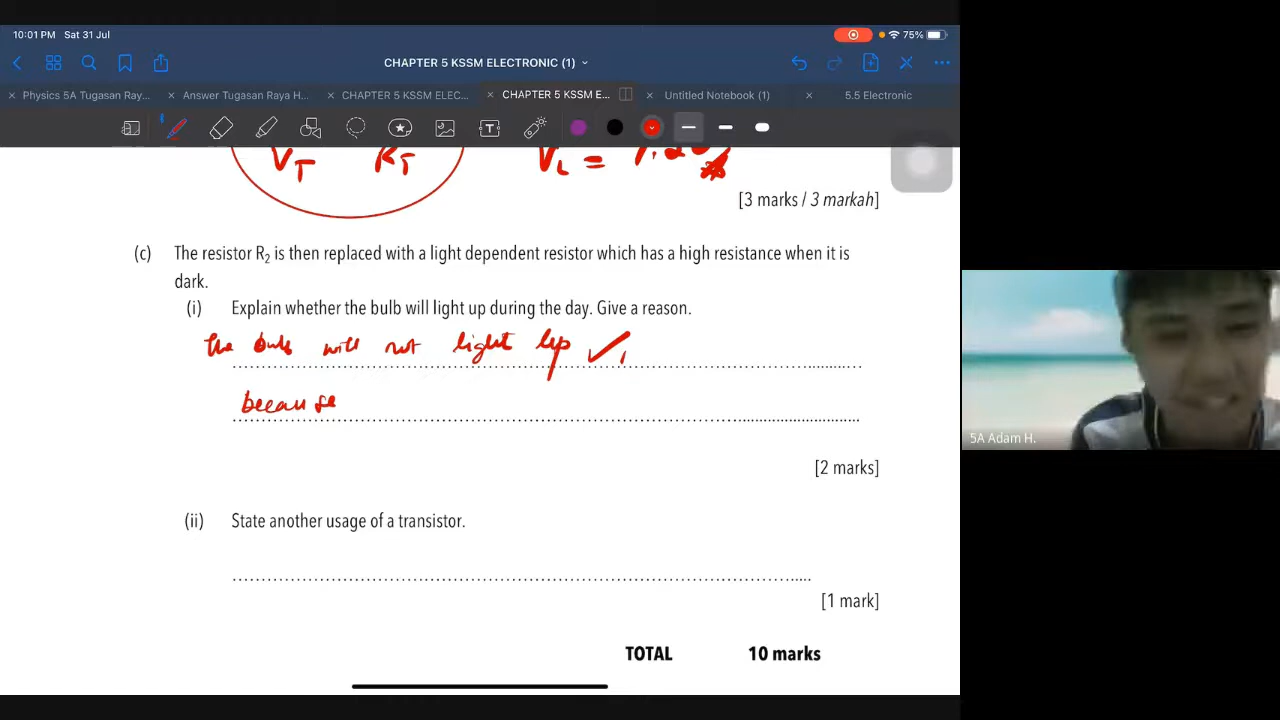 10:01 PM Sat 31 Jul
75%
CHAPTER 5 KSSM ELECTRONIC (1)
Physics 5A Tugasan Ray...
Answer Tugasan Raya H...
CHAPTER 5 KSSM ELEC...
CHAPTER 5 KSSM E...
Untitled Notebook (1)
5.5 Electronic
VT RT VL =
[3 marks / 3 markah]
(c) The resistor R2 is then replaced with a light dependent resistor which has a high resistance when it is
dark.
(i) Explain whether the bulb will light up during the day. Give a reason.
the bulb will not light up
because
[2 marks]
(ii) State another usage of a transistor.
[1 mark]
TOTAL 10 marks
5A Adam H.